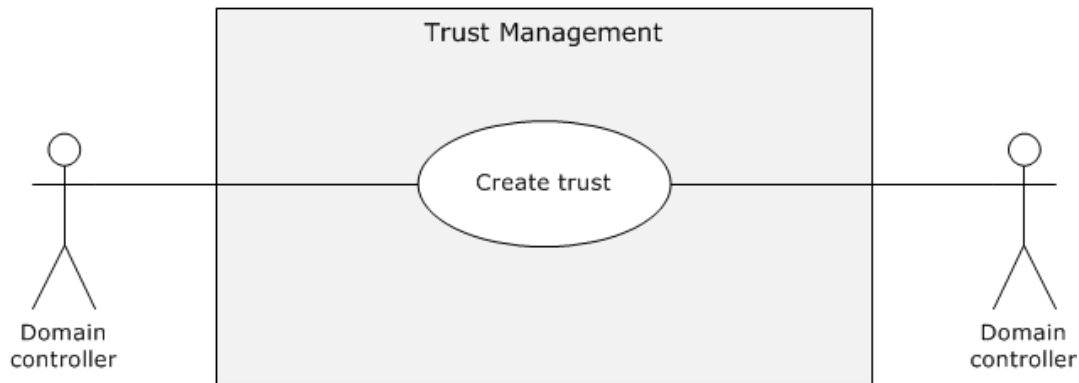 Trust Management
Create trust
Domain
controller
Domain
controller